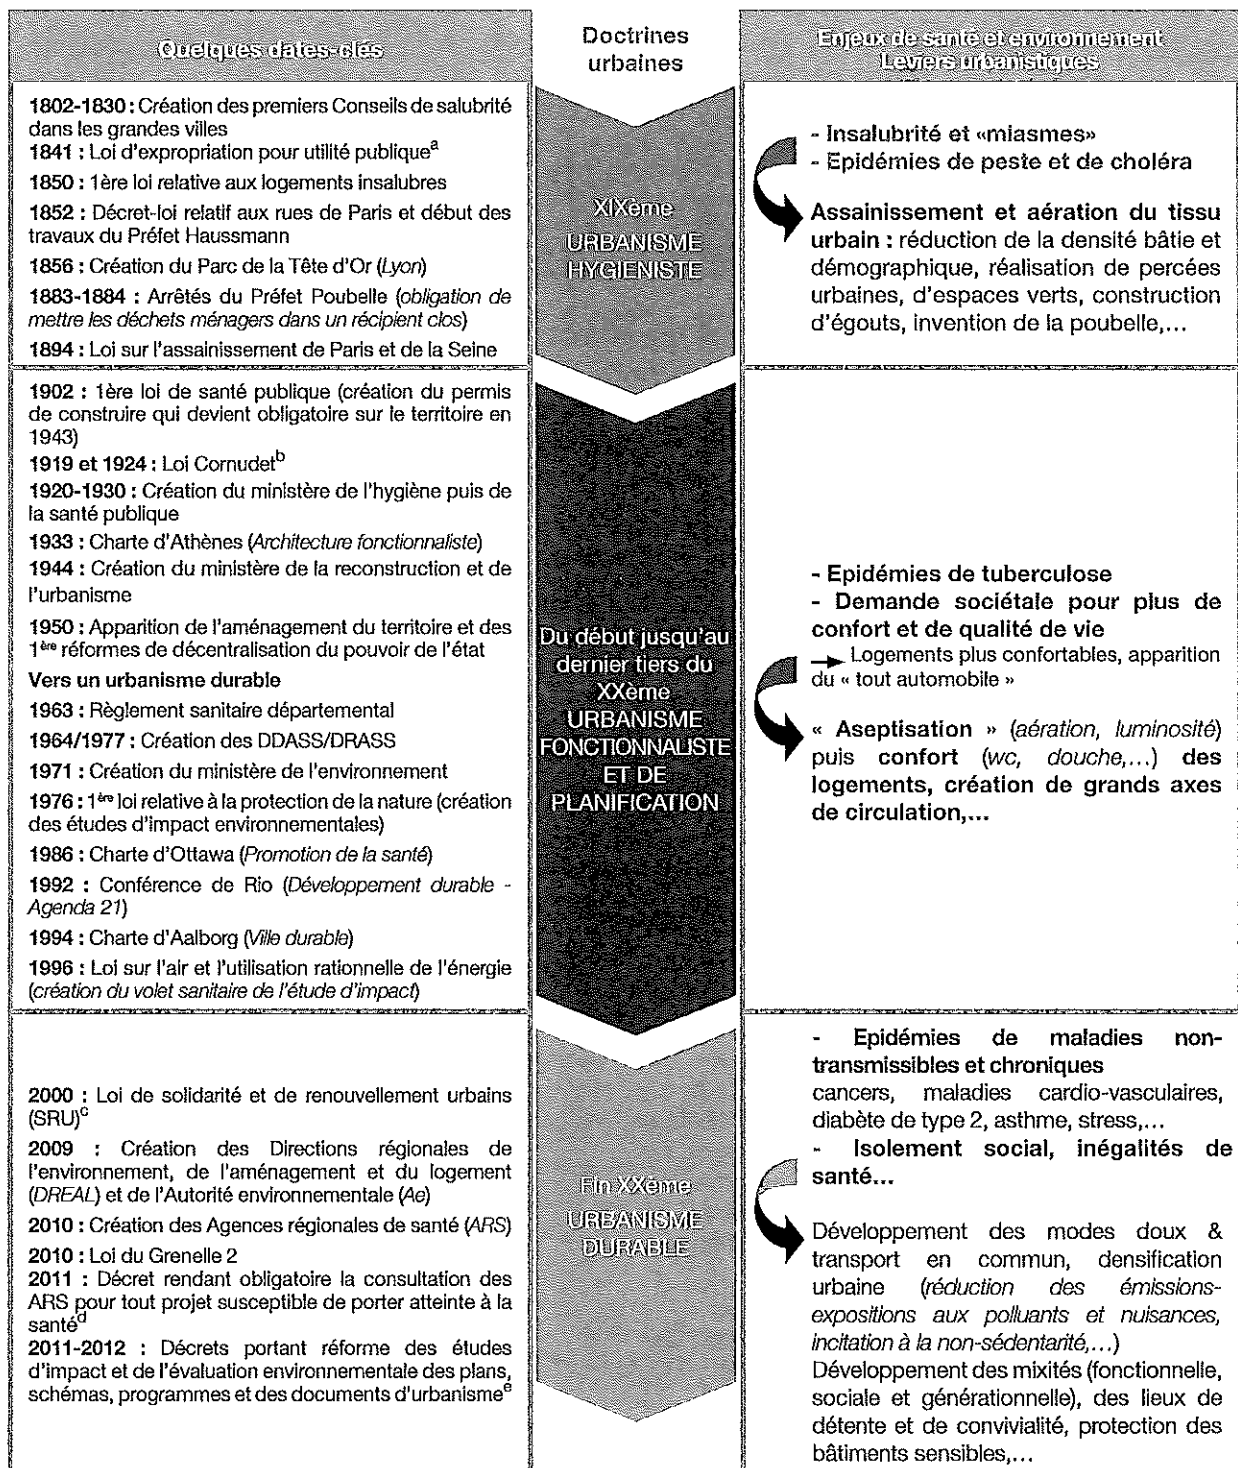 Quelques dates-clés
Doctrines
urbaines
Enjeux de santé et environnement
Leviers urbanistiques
1802-1830 : Création des premiers Conseils de salubrité
dans les grandes villes
1841 : Loi d'expropriation pour utilité publiqueᵃ
1850 : 1ère loi relative aux logements insalubres
1852 : Décret-loi relatif aux rues de Paris et début des
travaux du Préfet Haussmann
1856 : Création du Parc de la Tête d'Or (Lyon)
1883-1884 : Arrêtés du Préfet Poubelle (obligation de
mettre les déchets ménagers dans un récipient clos)
1894 : Loi sur l'assainissement de Paris et de la Seine
XIXème
URBANISME
HYGIENISTE
- Insalubrité et «miasmes»
- Epidémies de peste et de choléra
Assainissement et aération du tissu
urbain : réduction de la densité bâtie et
démographique, réalisation de percées
urbaines, d'espaces verts, construction
d'égouts, invention de la poubelle,...
1902 : 1ère loi de santé publique (création du permis
de construire qui devient obligatoire sur le territoire en
1943)
1919 et 1924 : Loi Cornudetᵇ
1920-1930 : Création du ministère de l'hygiène puis de
la santé publique
1933 : Charte d'Athènes (Architecture fonctionnaliste)
1944 : Création du ministère de la reconstruction et de
l'urbanisme
1950 : Apparition de l'aménagement du territoire et des
1ère réformes de décentralisation du pouvoir de l'état
Vers un urbanisme durable
1963 : Règlement sanitaire départemental
1964/1977 : Création des DDASS/DRASS
1971 : Création du ministère de l'environnement
1976 : 1ère loi relative à la protection de la nature (création
des études d'impact environnementales)
1986 : Charte d'Ottawa (Promotion de la santé)
1992 : Conférence de Rio (Développement durable -
Agenda 21)
1994 : Charte d'Aalborg (Ville durable)
1996 : Loi sur l'air et l'utilisation rationnelle de l'énergie
(création du volet sanitaire de l'étude d'impact)
Du début jusqu'au
dernier tiers du
XXème
URBANISME
FONCTIONNALISTE
ET DE
PLANIFICATION
- Epidémies de tuberculose
- Demande sociétale pour plus de
confort et de qualité de vie
→ Logements plus confortables, apparition
du « tout automobile »
« Aseptisation » (aération, luminosité)
puis confort (wc, douche,...) des
logements, création de grands axes
de circulation,...
2000 : Loi de solidarité et de renouvellement urbains
(SRU)ᶜ
2009 : Création des Directions régionales de
l'environnement, de l'aménagement et du logement
(DREAL) et de l'Autorité environnementale (Ae)
2010 : Création des Agences régionales de santé (ARS)
2010 : Loi du Grenelle 2
2011 : Décret rendant obligatoire la consultation des
ARS pour tout projet susceptible de porter atteinte à la
santéᵈ
2011-2012 : Décrets portant réforme des études
d'impact et de l'évaluation environnementale des plans,
schémas, programmes et des documents d'urbanismeᵉ
Fin XXème
URBANISME
DURABLE
- Epidémies de maladies non-
transmissibles et chroniques
cancers, maladies cardio-vasculaires,
diabète de type 2, asthme, stress,...
- Isolement social, inégalités de
santé...
Développement des modes doux &
transport en commun, densification
urbaine (réduction des émissions-
expositions aux polluants et nuisances,
incitation à la non-sédentarité,...)
Développement des mixités (fonctionnelle,
sociale et générationnelle), des lieux de
détente et de convivialité, protection des
bâtiments sensibles,...